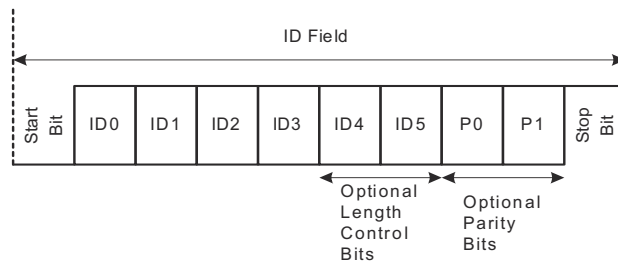 ID Field
Start
Bit
ID0 ID1 ID2 ID3 ID4 ID5 P0 P1
Stop
Bit
Optional
Length
Control
Bits
Optional
Parity
Bits